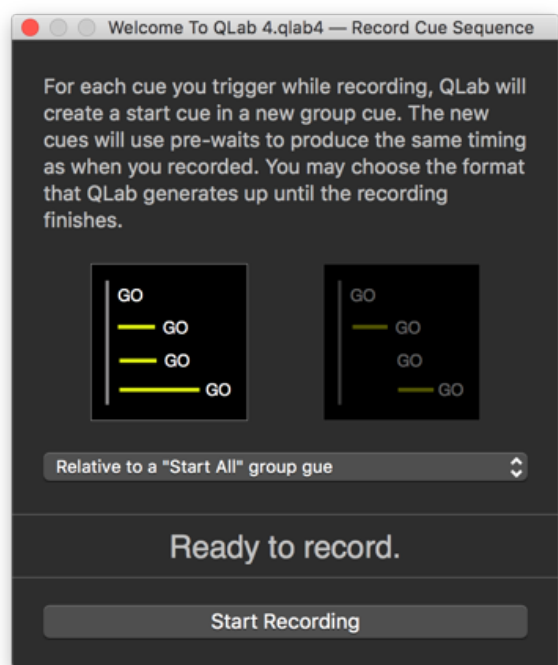 Welcome To QLab 4.qlab4 — Record Cue Sequence
For each cue you trigger while recording, QLab will
create a start cue in a new group cue. The new
cues will use pre-waits to produce the same timing
as when you recorded. You may choose the format
that QLab generates up until the recording
finishes.
GO
GO
GO
GO
GO
GO
GO
GO
Relative to a "Start All" group gue
Ready to record.
Start Recording